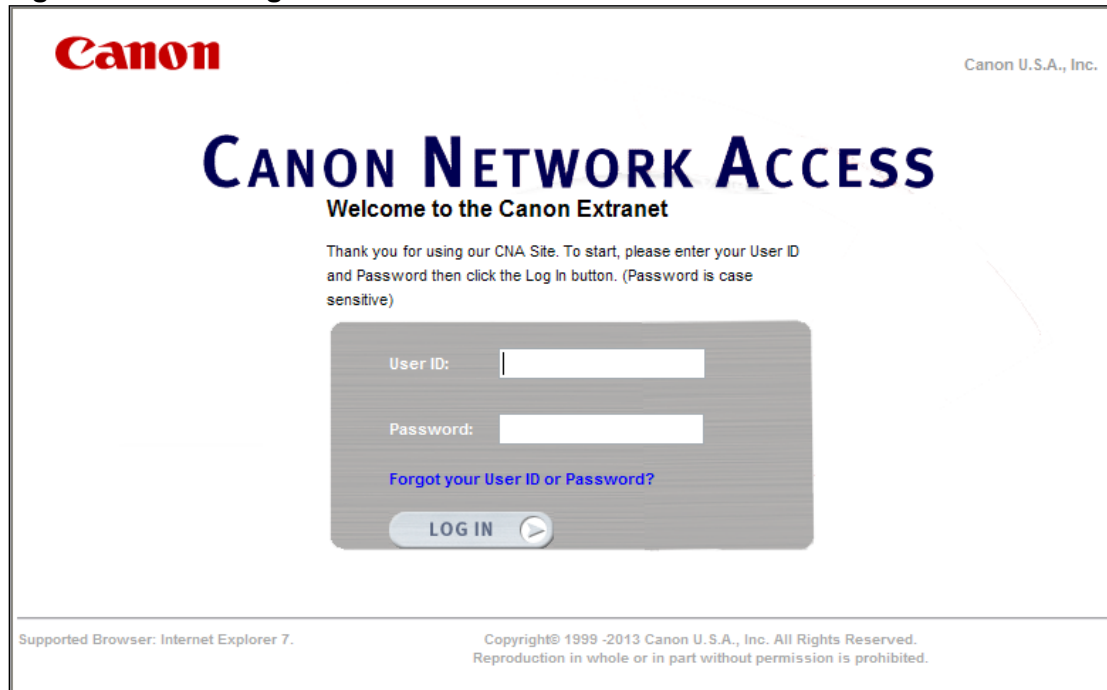 Canon
Canon U.S.A., Inc.
CANON NETWORK ACCESS
Welcome to the Canon Extranet
Thank you for using our CNA Site. To start, please enter your User ID
and Password then click the Log In button. (Password is case
sensitive)
User ID:
Password:
Forgot your User ID or Password?
LOG IN
Supported Browser: Internet Explorer 7.
Copyright© 1999 -2013 Canon U.S.A., Inc. All Rights Reserved.
Reproduction in whole or in part without permission is prohibited.